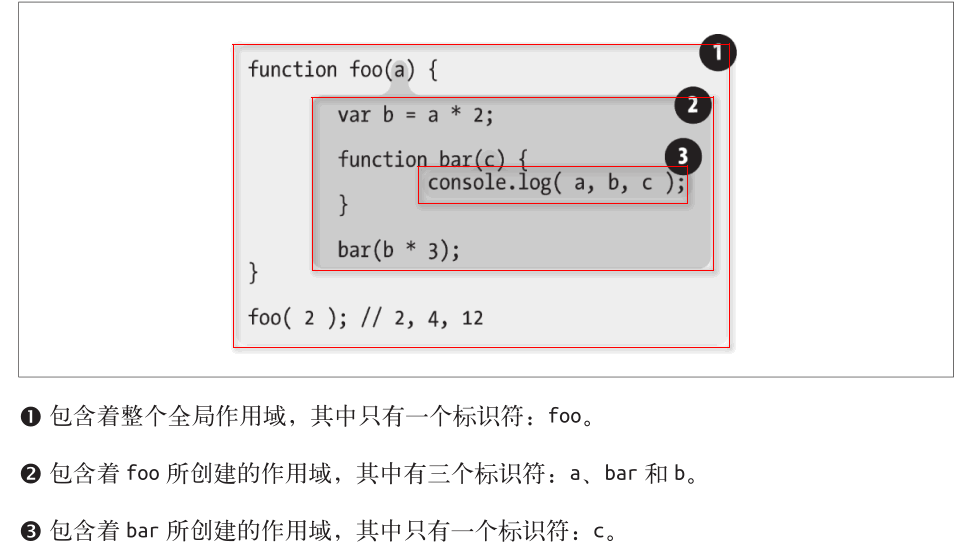 ❶
function foo(a) {
❷
var b = a * 2;
❸
function bar(c) {
console.log( a, b, c );
}
bar(b * 3);
}
foo( 2 ); // 2, 4, 12
❶ 包含着整个全局作用域，其中只有一个标识符：foo。
❷ 包含着 foo 所创建的作用域，其中有三个标识符：a、bar 和 b。
❸ 包含着 bar 所创建的作用域，其中只有一个标识符：c。